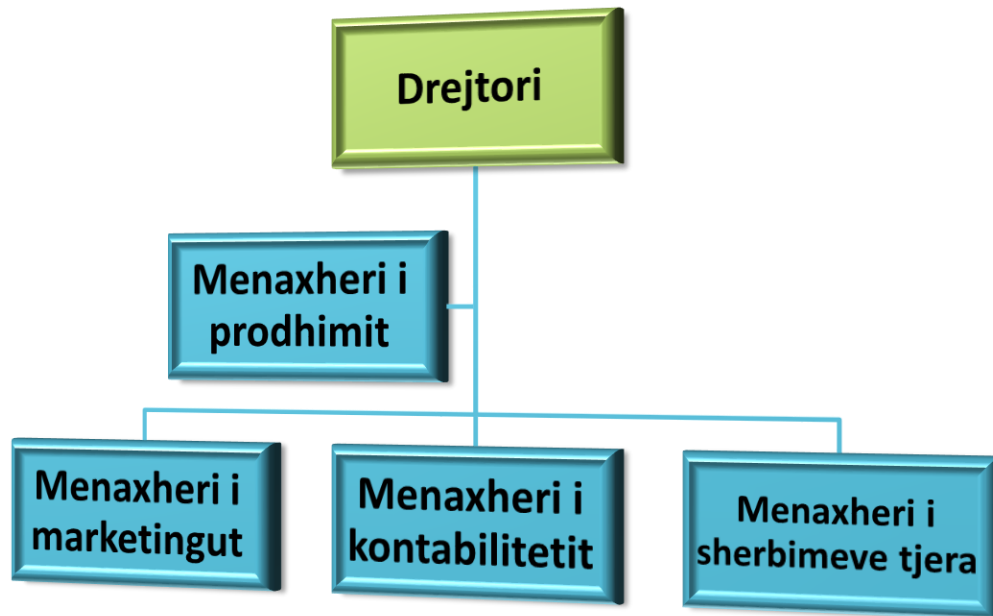 Drejtori
Menaxheri i
prodhimit
Menaxheri i
marketingut
Menaxheri i
kontabilitetit
Menaxheri i
sherbimeve tjera